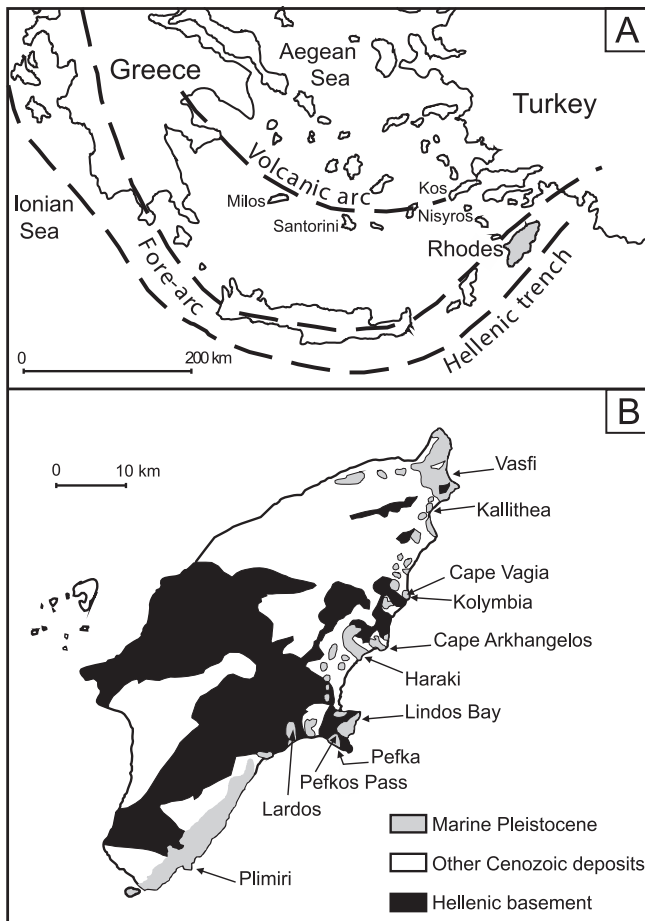 A
Greece
Aegean
Sea
Turkey
Volcanic arc
Kos
Milos
Nisyros
Ionian
Sea
Santorini
Rhodes
Fore-arc
Hellenic trench
0
200 km
B
0
10 km
Vasfi
Kallithea
Cape Vagia
Kolymbia
Cape Arkhangelos
Haraki
Lindos Bay
Pefka
Pefkos Pass
Lardos
Plimiri
Marine Pleistocene
Other Cenozoic deposits
Hellenic basement